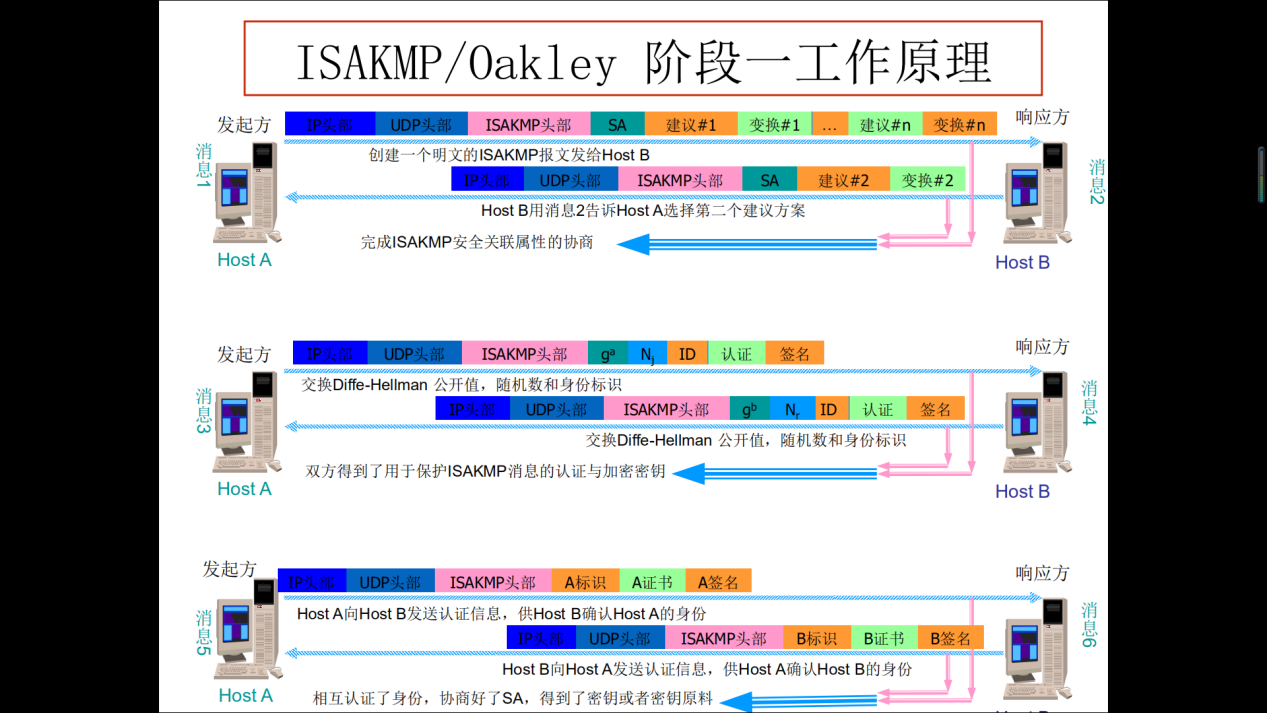 ISAKMP/Oakley 阶段一工作原理
发起方
响应方
IP头部 UDP头部 ISAKMP头部 SA 建议#1 变换#1 … 建议#n 变换#n
消息1
创建一个明文的ISAKMP报文发给Host B
消息2
IP头部 UDP头部 ISAKMP头部 SA 建议#2 变换#2
Host B用消息2告诉Host A选择第二个建议方案
完成ISAKMP安全关联属性的协商
Host A
Host B
发起方
响应方
IP头部 UDP头部 ISAKMP头部 gᵃ Nj ID 认证 签名
消息3
交换Diffe-Hellman 公开值，随机数和身份标识
消息4
IP头部 UDP头部 ISAKMP头部 gᵇ Nr ID 认证 签名
交换Diffe-Hellman 公开值，随机数和身份标识
双方得到了用于保护ISAKMP消息的认证与加密密钥
Host A
Host B
发起方
响应方
IP头部 UDP头部 ISAKMP头部 A标识 A证书 A签名
消息5
Host A向Host B发送认证信息，供Host B确认Host A的身份
消息6
IP头部 UDP头部 ISAKMP头部 B标识 B证书 B签名
Host B向Host A发送认证信息，供Host A确认Host B的身份
相互认证了身份，协商好了SA，得到了密钥或者密钥原料
Host A